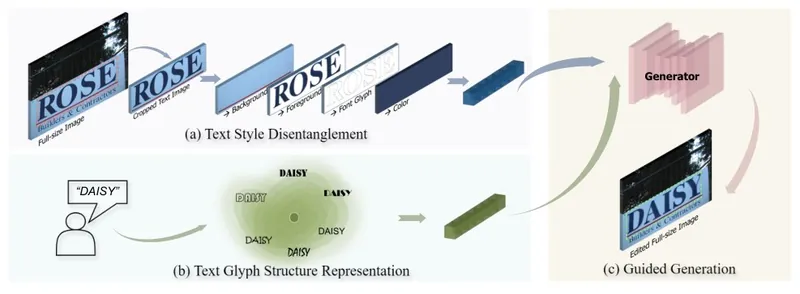 ROSE
Builders & Contractors
Full-size Image
ROSE
Cropped Text Image
→ Background
ROSE
→ Foreground
ROSE
→ Font Glyph
→ Color
(a) Text Style Disentanglement
"DAISY"
DAISY
DAISY
DAISY
DAISY
DAISY
DAISY
(b) Text Glyph Structure Representation
Generator
DAISY
Builders & Contractors
Edited Full-size Image
(c) Guided Generation